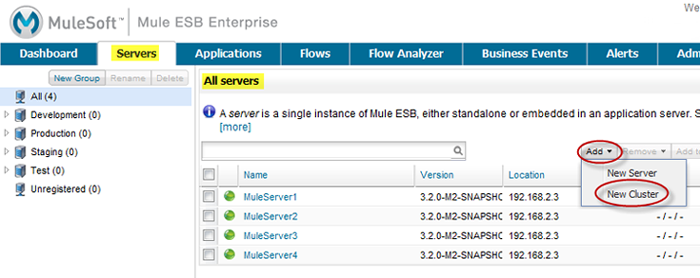 We
MuleSoft™ Mule ESB Enterprise
Dashboard Servers Applications Flows Flow Analyzer Business Events Alerts Adm
New Group Rename Delete
All (4)
Development (0)
Production (0)
Staging (0)
Test (0)
Unregistered (0)
All servers
A server is a single instance of Mule ESB, either standalone or embedded in an application server. S
[more]
Add Remove Add to
New Server
New Cluster
Name Version Location
MuleServer1 3.2.0-M2-SNAPSHO 192.168.2.3
MuleServer2 3.2.0-M2-SNAPSHO 192.168.2.3 - / - / -
MuleServer3 3.2.0-M2-SNAPSHO 192.168.2.3 - / - / -
MuleServer4 3.2.0-M2-SNAPSHO 192.168.2.3 - / - / -